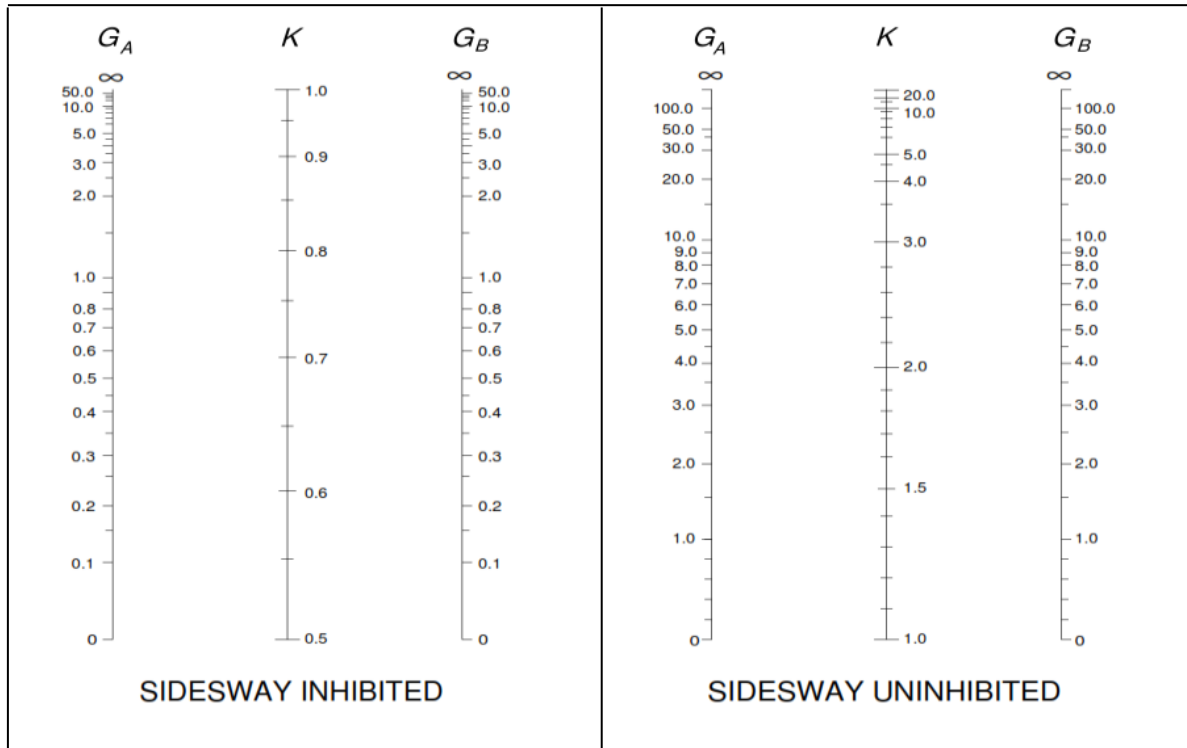 G_A K G_B
∞ ∞
50.0 1.0 50.0
10.0 10.0
5.0 5.0
0.9
3.0 3.0
2.0 2.0
0.8
1.0 1.0
0.8 0.8
0.7 0.7
0.6 0.7 0.6
0.5 0.5
0.4 0.4
0.3 0.3
0.6
0.2 0.2
0.1 0.1
0 0.5 0
SIDESWAY INHIBITED
G_A K G_B
∞ ∞
20.0
100.0 10.0 100.0
50.0 50.0
30.0 30.0
5.0
20.0 4.0 20.0
10.0 3.0 10.0
9.0 9.0
8.0 8.0
7.0 7.0
6.0 6.0
5.0 5.0
4.0 2.0 4.0
3.0 3.0
2.0 2.0
1.5
1.0 1.0
0 1.0 0
SIDESWAY UNINHIBITED